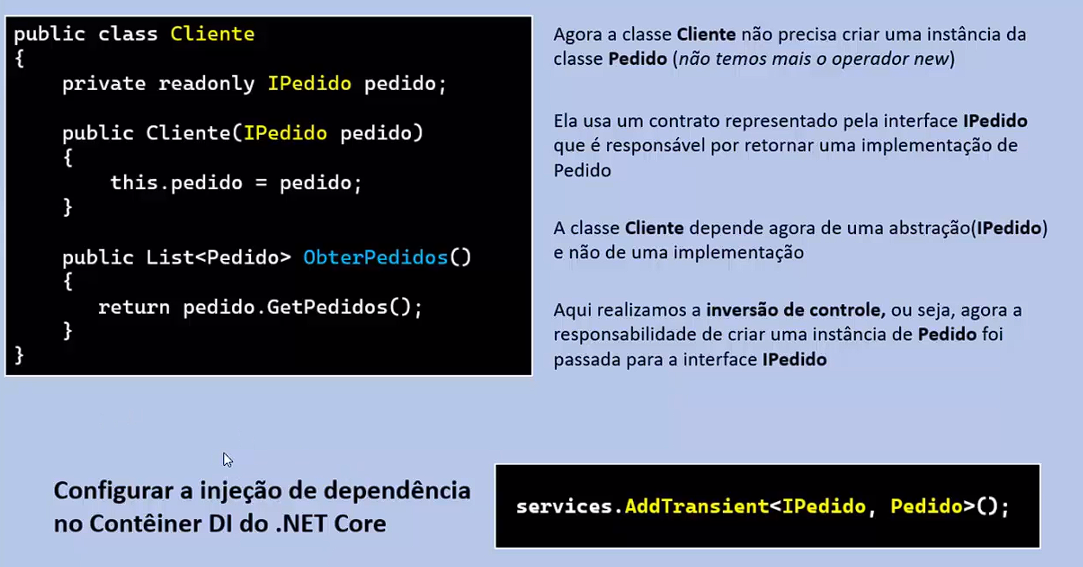 public class Cliente
{
private readonly IPedido pedido;
public Cliente(IPedido pedido)
{
this.pedido = pedido;
}
public List<Pedido> ObterPedidos()
{
return pedido.GetPedidos();
}
}
Agora a classe Cliente não precisa criar uma instância da
classe Pedido (não temos mais o operador new)
Ela usa um contrato representado pela interface IPedido
que é responsável por retornar uma implementação de
Pedido
A classe Cliente depende agora de uma abstração(IPedido)
e não de uma implementação
Aqui realizamos a inversão de controle, ou seja, agora a
responsabilidade de criar uma instância de Pedido foi
passada para a interface IPedido
Configurar a injeção de dependência
no Contêiner DI do .NET Core
services.AddTransient<IPedido, Pedido>();